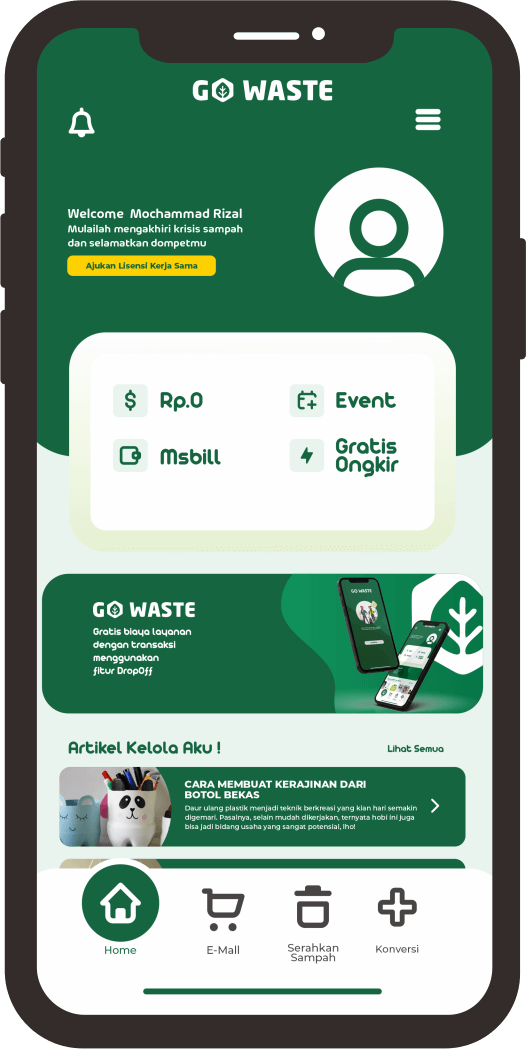 GO WASTE
Welcome Mochammad Rizal
Mulailah mengakhiri krisis sampah
dan selamatkan dompetmu
Ajukan Lisensi Kerja Sama
Rp.0
Event
Msbill
Gratis
Ongkir
GO WASTE
Gratis biaya layanan
dengan transaksi
menggunakan
fitur DropOff
GO WASTE
Artikel Kelola Aku !
Lihat Semua
CARA MEMBUAT KERAJINAN DARI
BOTOL BEKAS
Daur ulang plastik menjadi teknik berkreasi yang kian hari semakin
digemari. Pasalnya, selain mudah dikerjakan, ternyata hobi ini juga
bisa jadi bidang usaha yang sangat potensial, lho!
Home
E-Mall
Serahkan
Sampah
Konversi